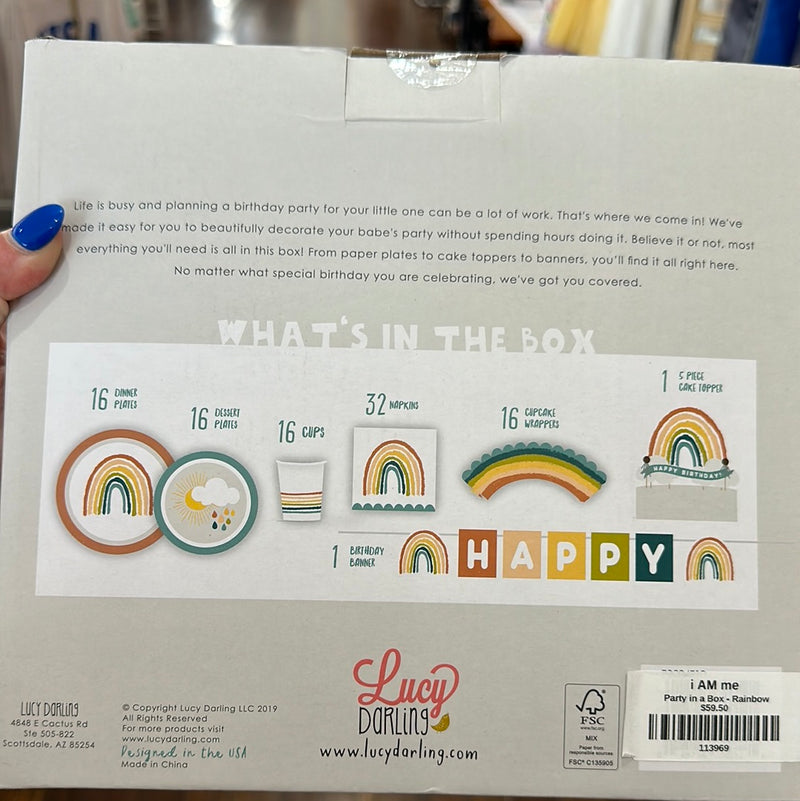 Life is busy and planning a birthday party for your little one can be a lot of work. That's where we come in! We've
made it easy for you to beautifully decorate your babe's party without spending hours doing it. Believe it or not, most
everything you'll need is all in this box! From paper plates to cake toppers to banners, you'll find it all right here.
No matter what special birthday you are celebrating, we've got you covered.
WHAT'S IN THE BOX
16 DINNER PLATES
16 DESSERT PLATES
16 CUPS
32 NAPKINS
16 CUPCAKE WRAPPERS
1 5 PIECE CAKE TOPPER
HAPPY BIRTHDAY!
1 BIRTHDAY BANNER
HAPPY
Lucy
DARLING
www.lucydarling.com
LUCY DARLING
4848 E Cactus Rd
Ste 505-822
Scottsdale, AZ 85254
© Copyright Lucy Darling LLC 2019
All Rights Reserved
For more products visit
www.lucydarling.com
Designed in the USA
Made in China
FSC
www.fsc.org
MIX
Paper from
responsible sources
FSC® C135905
i AM me
Party in a Box - Rainbow
$59.50
113969